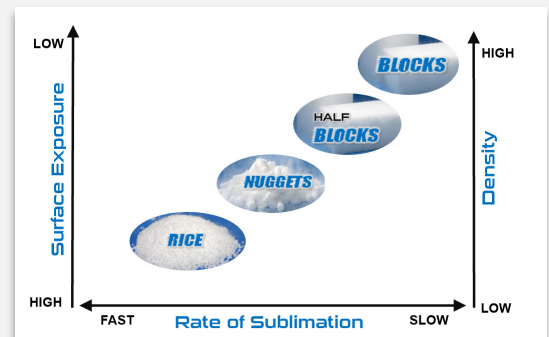 LOW
HIGH
BLOCKS
HALF
BLOCKS
NUGGETS
RICE
Surface Exposure
Density
HIGH
LOW
FAST
Rate of Sublimation
SLOW